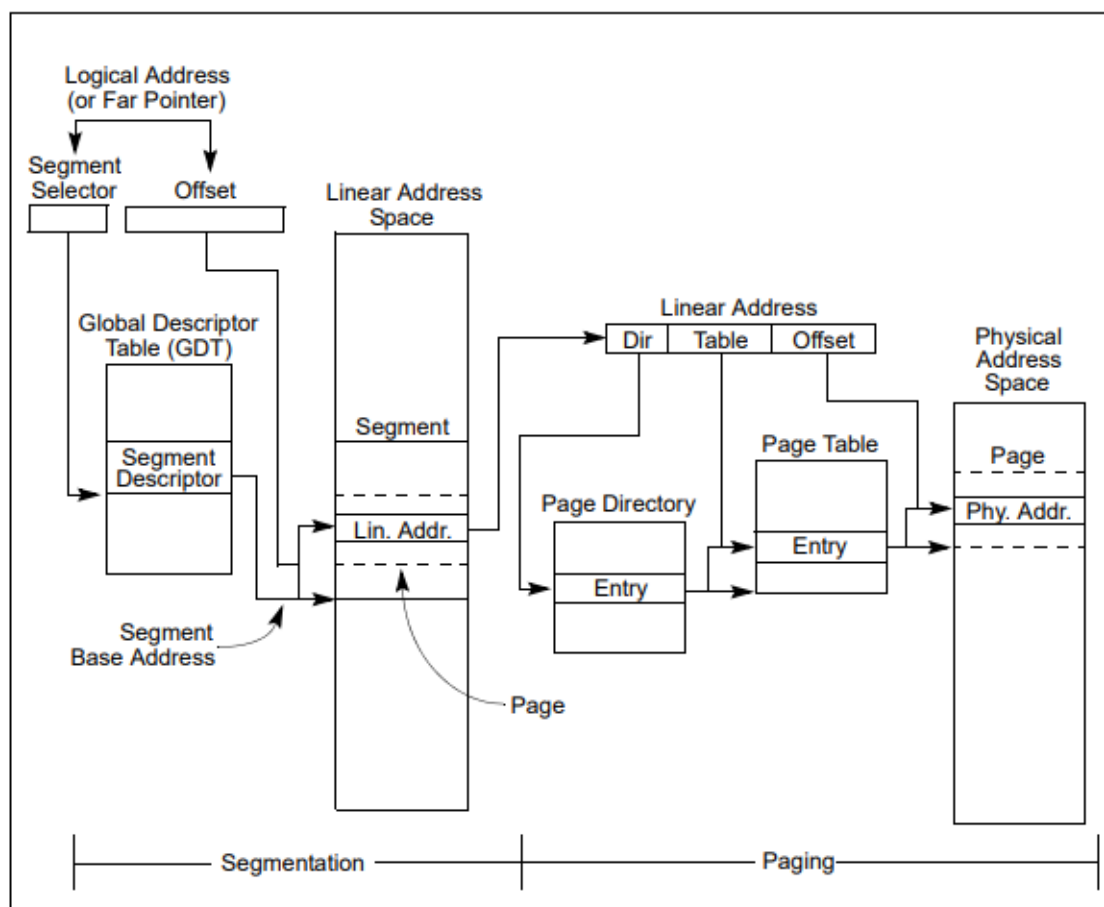 Logical Address
(or Far Pointer)
Segment
Selector
Offset
Linear Address
Space
Global Descriptor
Table (GDT)
Segment
Descriptor
Segment
Lin. Addr.
Segment
Base Address
Page
Linear Address
Dir
Table
Offset
Physical
Address
Space
Page Table
Page
Page Directory
Phy. Addr.
Entry
Entry
Segmentation
Paging